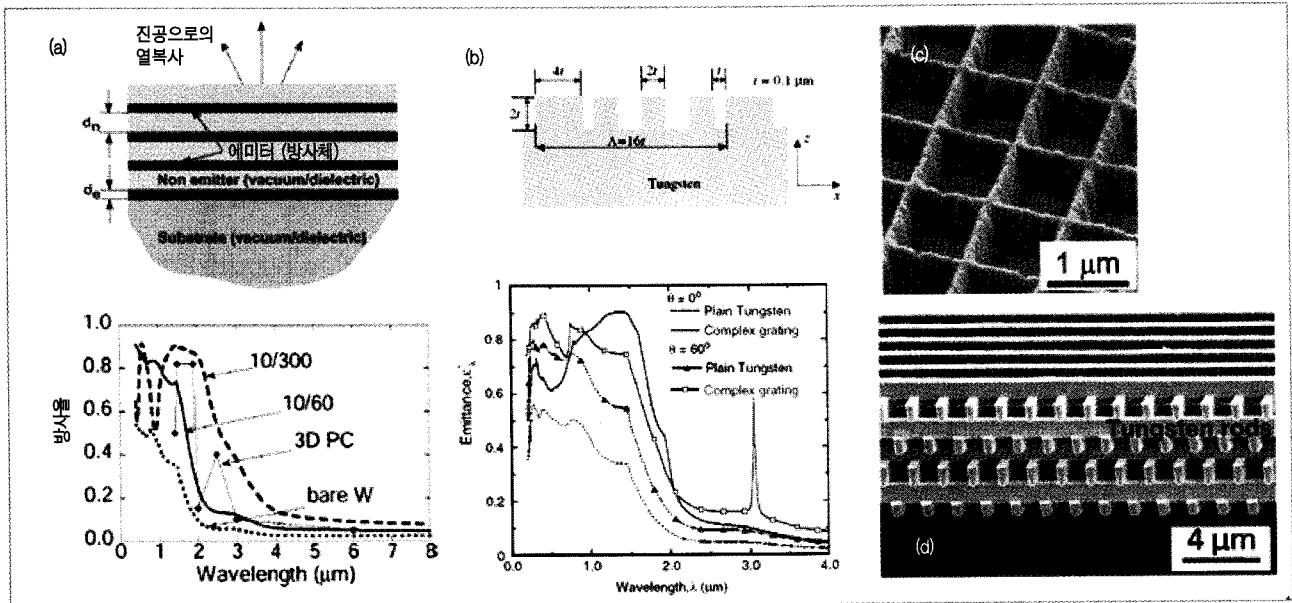 (a)
진공으로의
열복사
dn
에미터 (방사체)
Non emitter (vacuum/dielectric)
de
Substrate (vacuum/dielectric)
1.0
0.8
0.6
0.4
0.2
0.0
방사율
10/300
10/60
3D PC
bare W
0 1 2 3 4 5 6 7 8
Wavelength (μm)
(b)
4t
2t
t
t = 0.1 μm
2t
Λ=16t
z
x
Tungsten
1
0.8
0.6
0.4
0.2
0
Emittance, ε'λ
θ = 0°
Plain Tungsten
Complex grating
θ = 60°
Plain Tungsten
Complex grating
0.0 1.0 2.0 3.0 4.0
Wavelength, λ (μm)
(c)
1 μm
Tungsten rods
(d)
4 μm